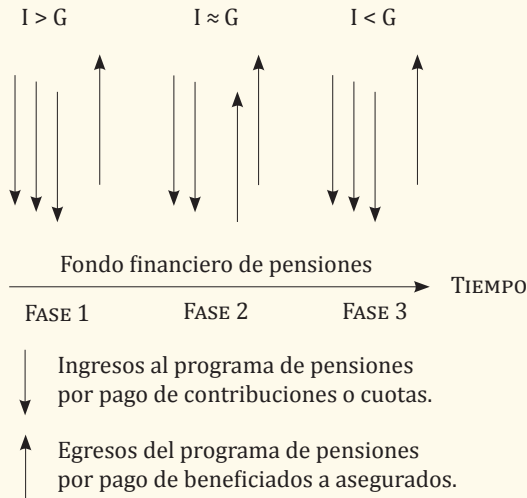 I > G
I ≈ G
I < G
Fondo financiero de pensiones
TIEMPO
FASE 1
FASE 2
FASE 3
Ingresos al programa de pensiones
por pago de contribuciones o cuotas.
Egresos del programa de pensiones
por pago de beneficiados a asegurados.